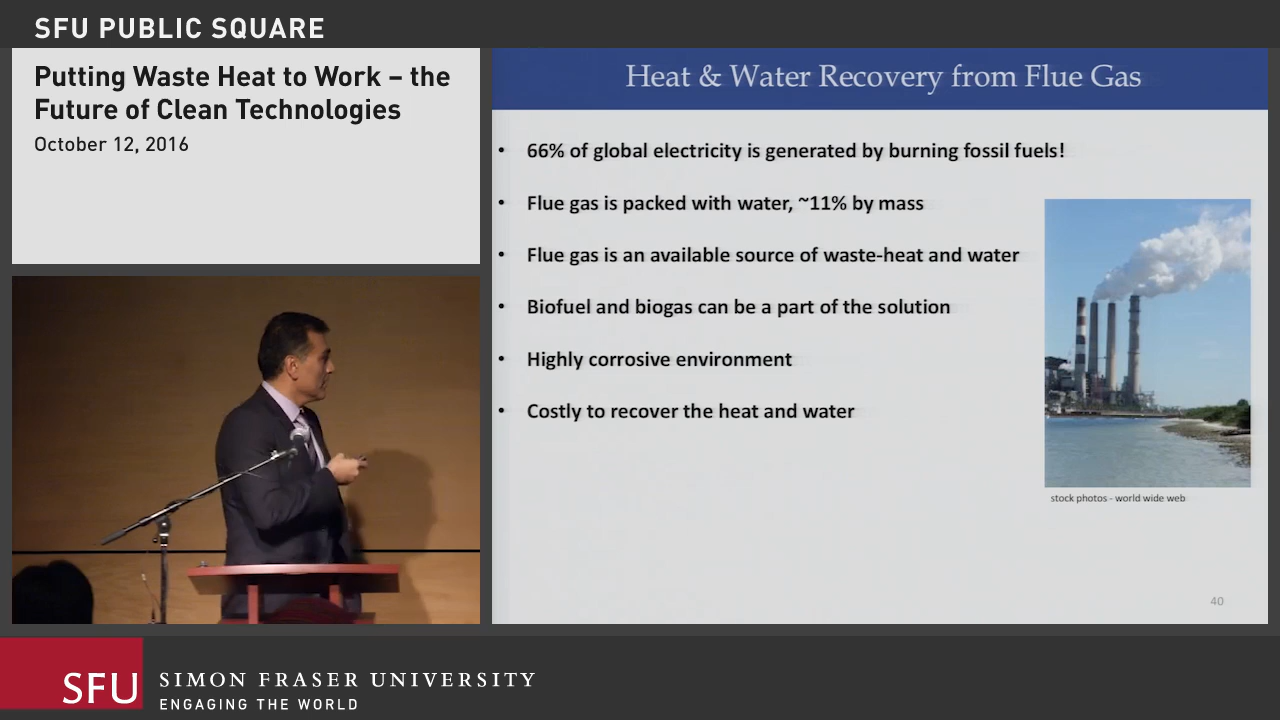 SFU PUBLIC SQUARE
Putting Waste Heat to Work – the
Future of Clean Technologies
October 12, 2016
Heat & Water Recovery from Flue Gas
• 66% of global electricity is generated by burning fossil fuels!
• Flue gas is packed with water, ~11% by mass
• Flue gas is an available source of waste-heat and water
• Biofuel and biogas can be a part of the solution
• Highly corrosive environment
• Costly to recover the heat and water
stock photos - world wide web
40
SFU
SIMON FRASER UNIVERSITY
ENGAGING THE WORLD